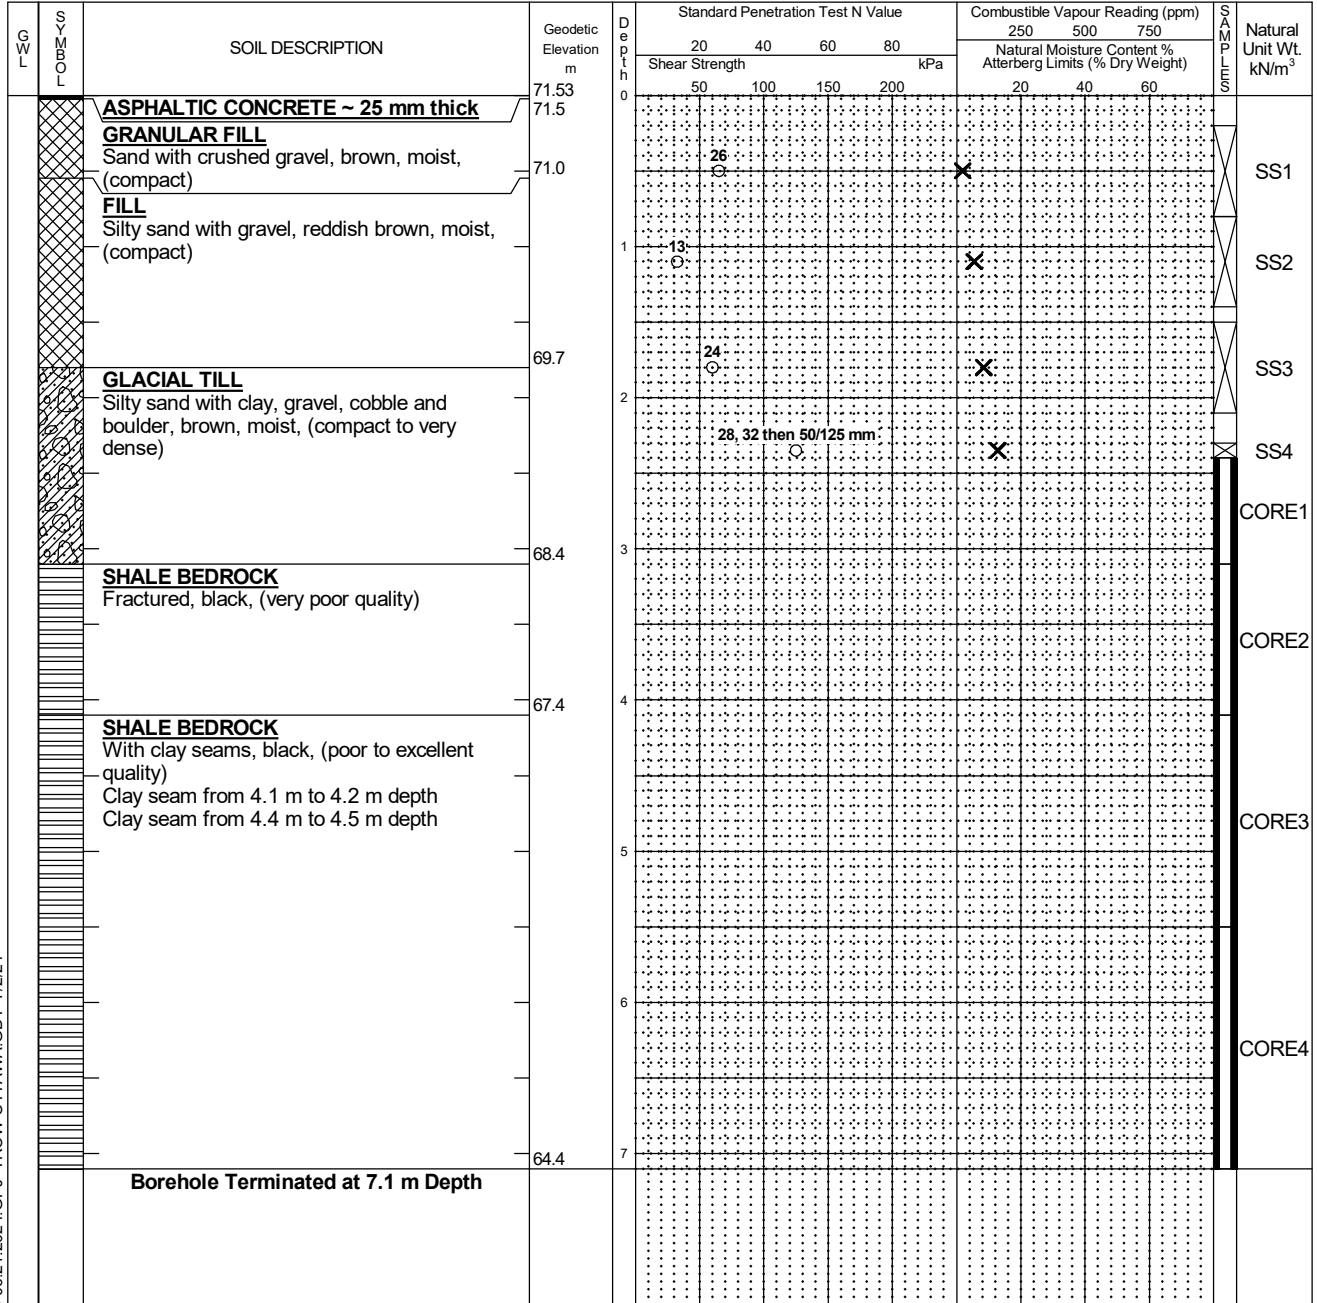 GWL
SYMBOL
SOIL DESCRIPTION
Geodetic
Elevation
m
Depth
Standard Penetration Test N Value
20 40 60 80
Shear Strength kPa
50 100 150 200
Combustible Vapour Reading (ppm)
250 500 750
Natural Moisture Content %
Atterberg Limits (% Dry Weight)
20 40 60
SAMPLES
Natural
Unit Wt.
kN/m³
71.53
0
ASPHALTIC CONCRETE ~ 25 mm thick
71.5
GRANULAR FILL
Sand with crushed gravel, brown, moist,
(compact)
71.0
26
SS1
FILL
Silty sand with gravel, reddish brown, moist,
(compact)
1
13
SS2
69.7
24
SS3
GLACIAL TILL
Silty sand with clay, gravel, cobble and
boulder, brown, moist, (compact to very
dense)
2
28, 32 then 50/125 mm
SS4
CORE1
68.4
3
SHALE BEDROCK
Fractured, black, (very poor quality)
CORE2
67.4
4
SHALE BEDROCK
With clay seams, black, (poor to excellent
quality)
Clay seam from 4.1 m to 4.2 m depth
Clay seam from 4.4 m to 4.5 m depth
CORE3
5
6
CORE4
64.4
7
Borehole Terminated at 7.1 m Depth